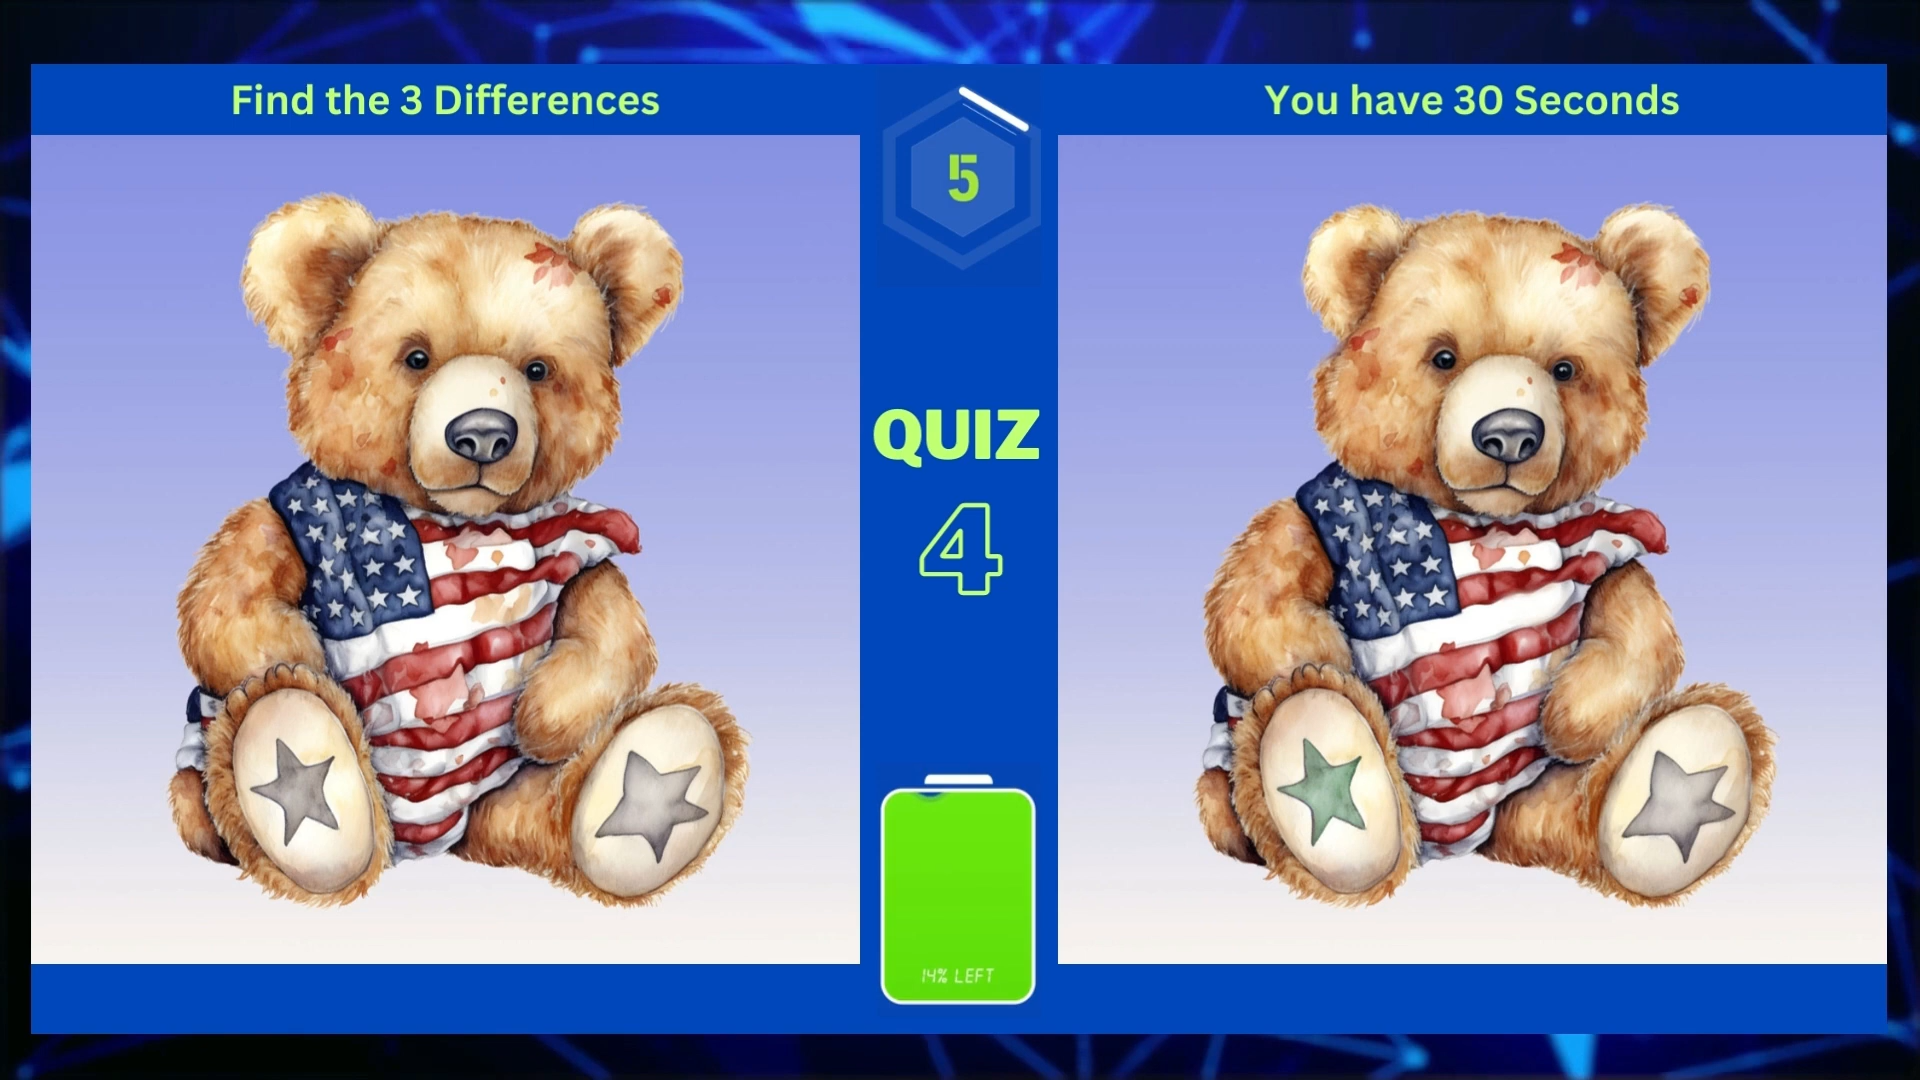 Find the 3 Differences
5
You have 30 Seconds
QUIZ
4
14% LEFT